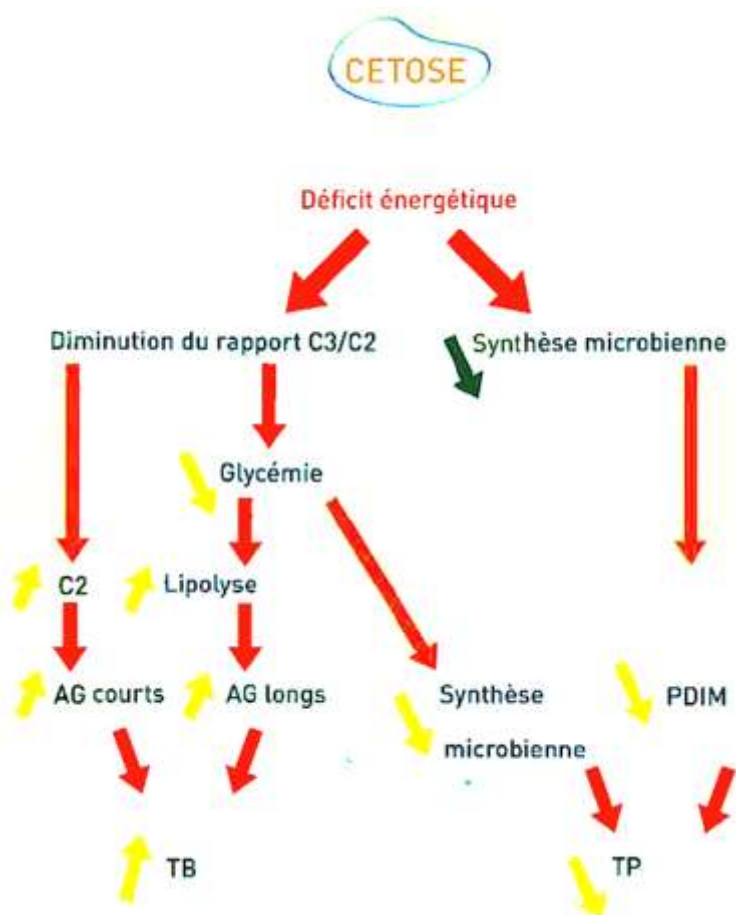 CETOSE
Déficit énergétique
Diminution du rapport C3/C2
Synthèse microbienne
Glycémie
C2
Lipolyse
AG courts
AG longs
Synthèse
PDIM
microbienne
TB
TP